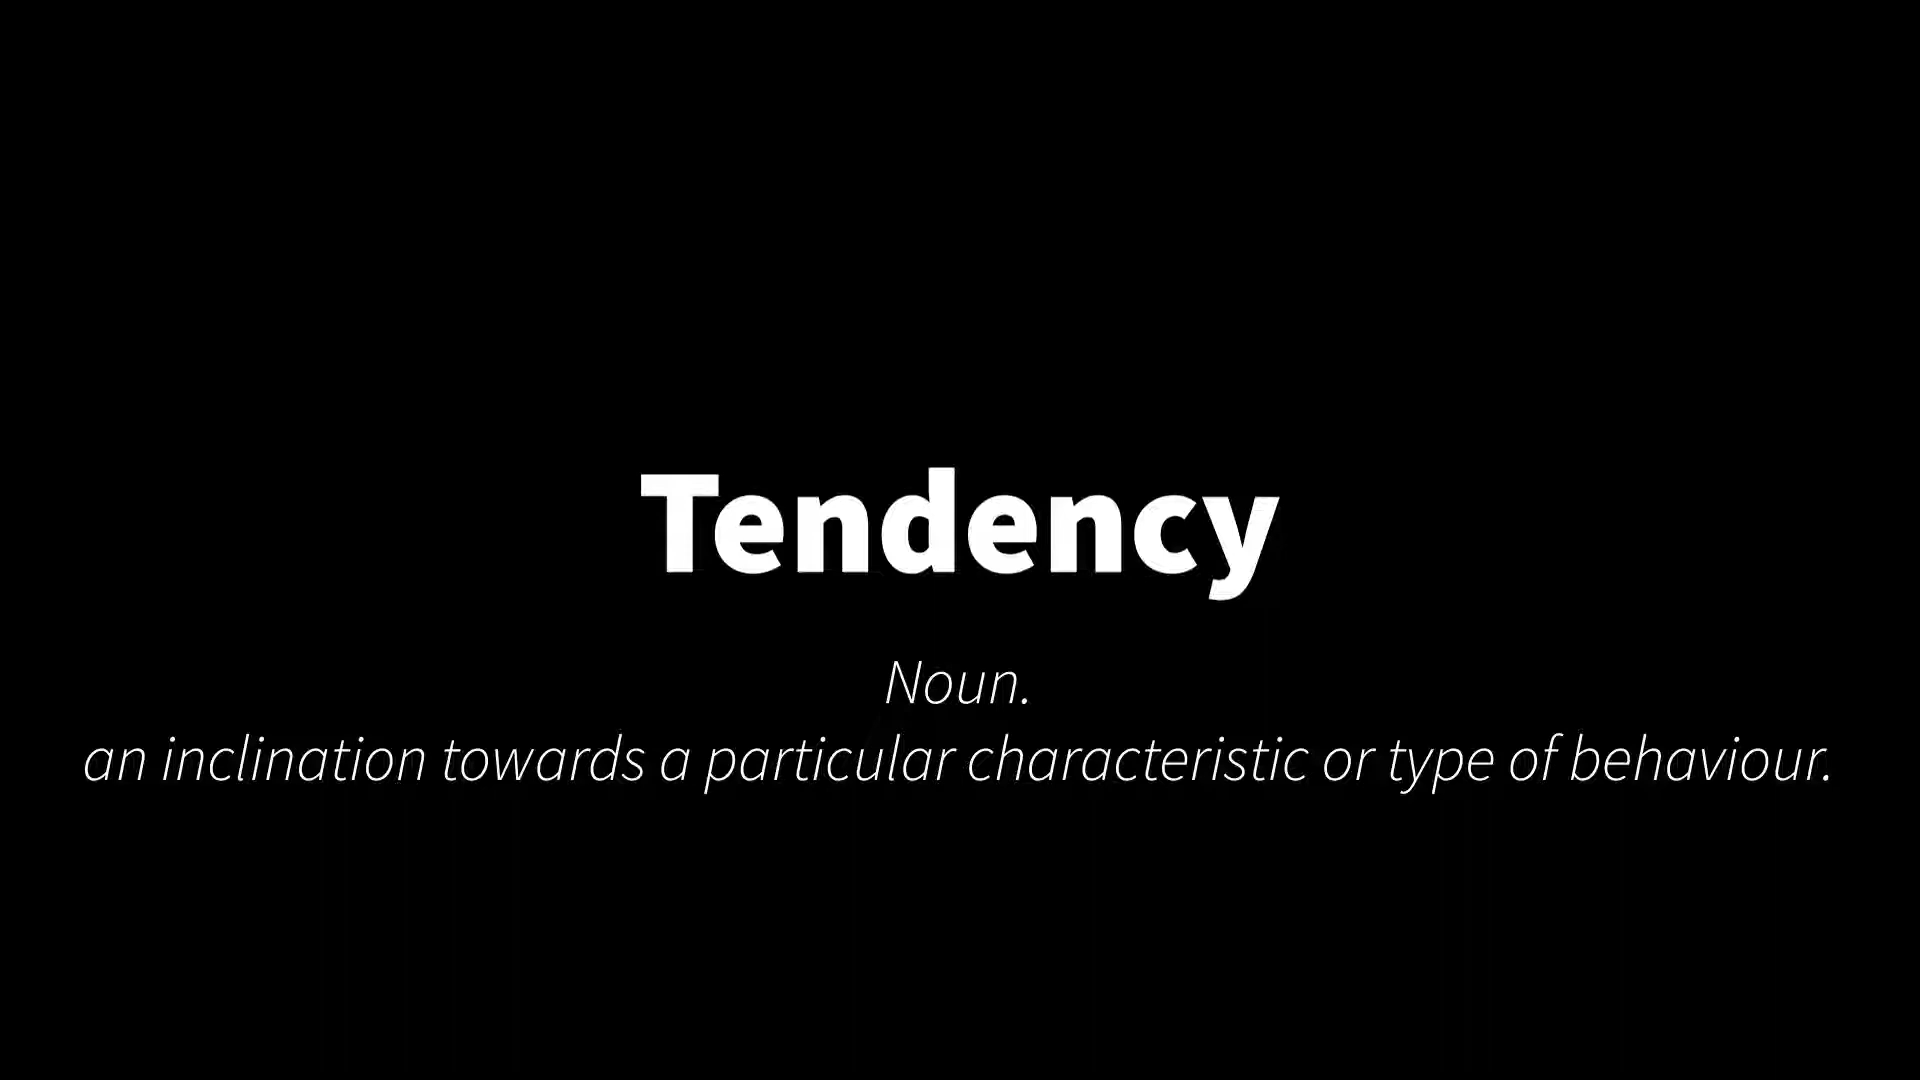 Tendency
Noun.
an inclination towards a particular characteristic or type of behaviour.